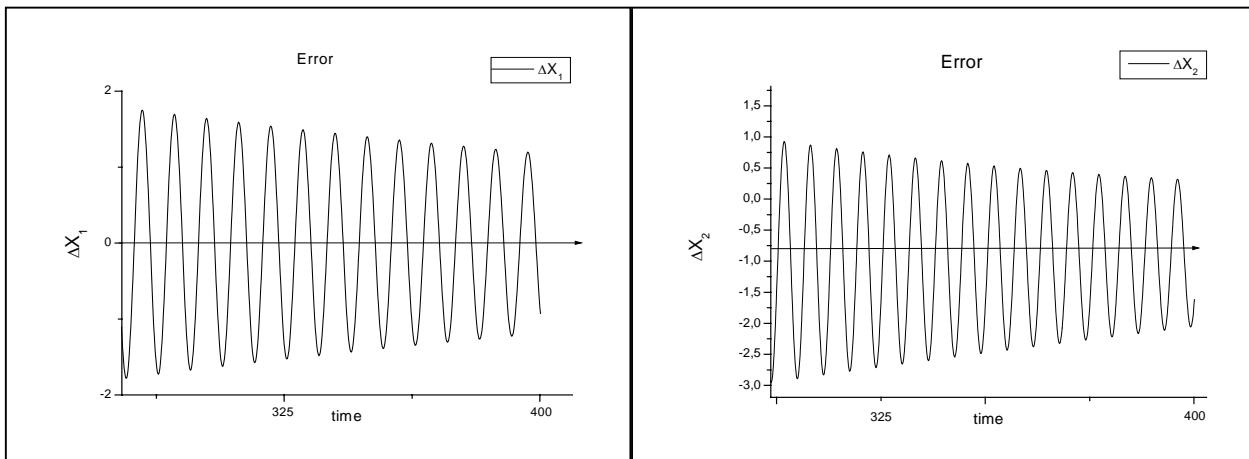 Error
ΔX₁
2
0
-2
ΔX₁
325
400
time
Error
ΔX₂
1,5
1,0
0,5
0,0
-0,5
-1,0
-1,5
-2,0
-2,5
-3,0
ΔX₂
325
400
time